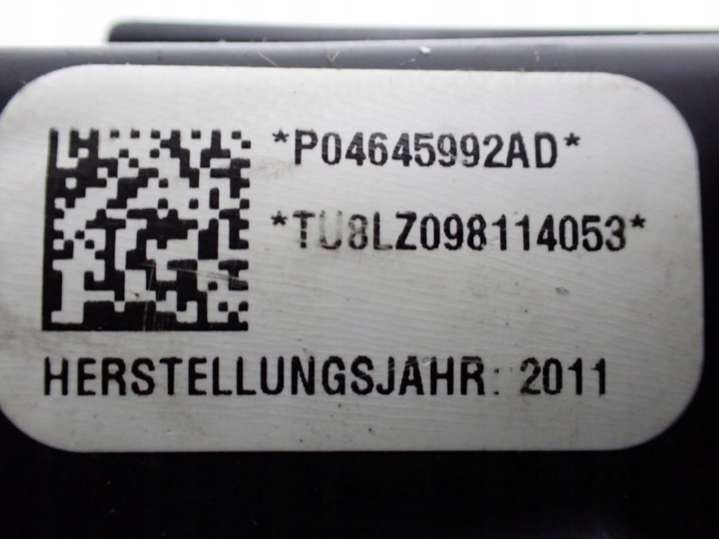 *P04645992AD*
*TU8LZ098114053*
HERSTELLUNGSJAHR: 2011